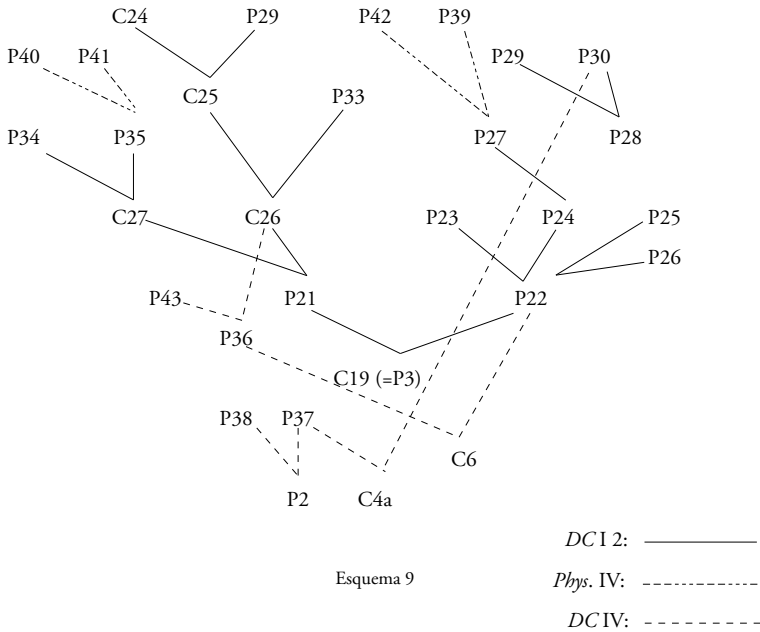 C24 P29 P42 P39
P40 P41 P29 P30
C25 P33
P34 P35 P27 P28
C27 C26 P23 P24 P25
P26
P43 P21 P22
P36
C19 (=P3)
P38 P37
C6
P2 C4a
DC I 2:
Esquema 9
Phys. IV:
DC IV: